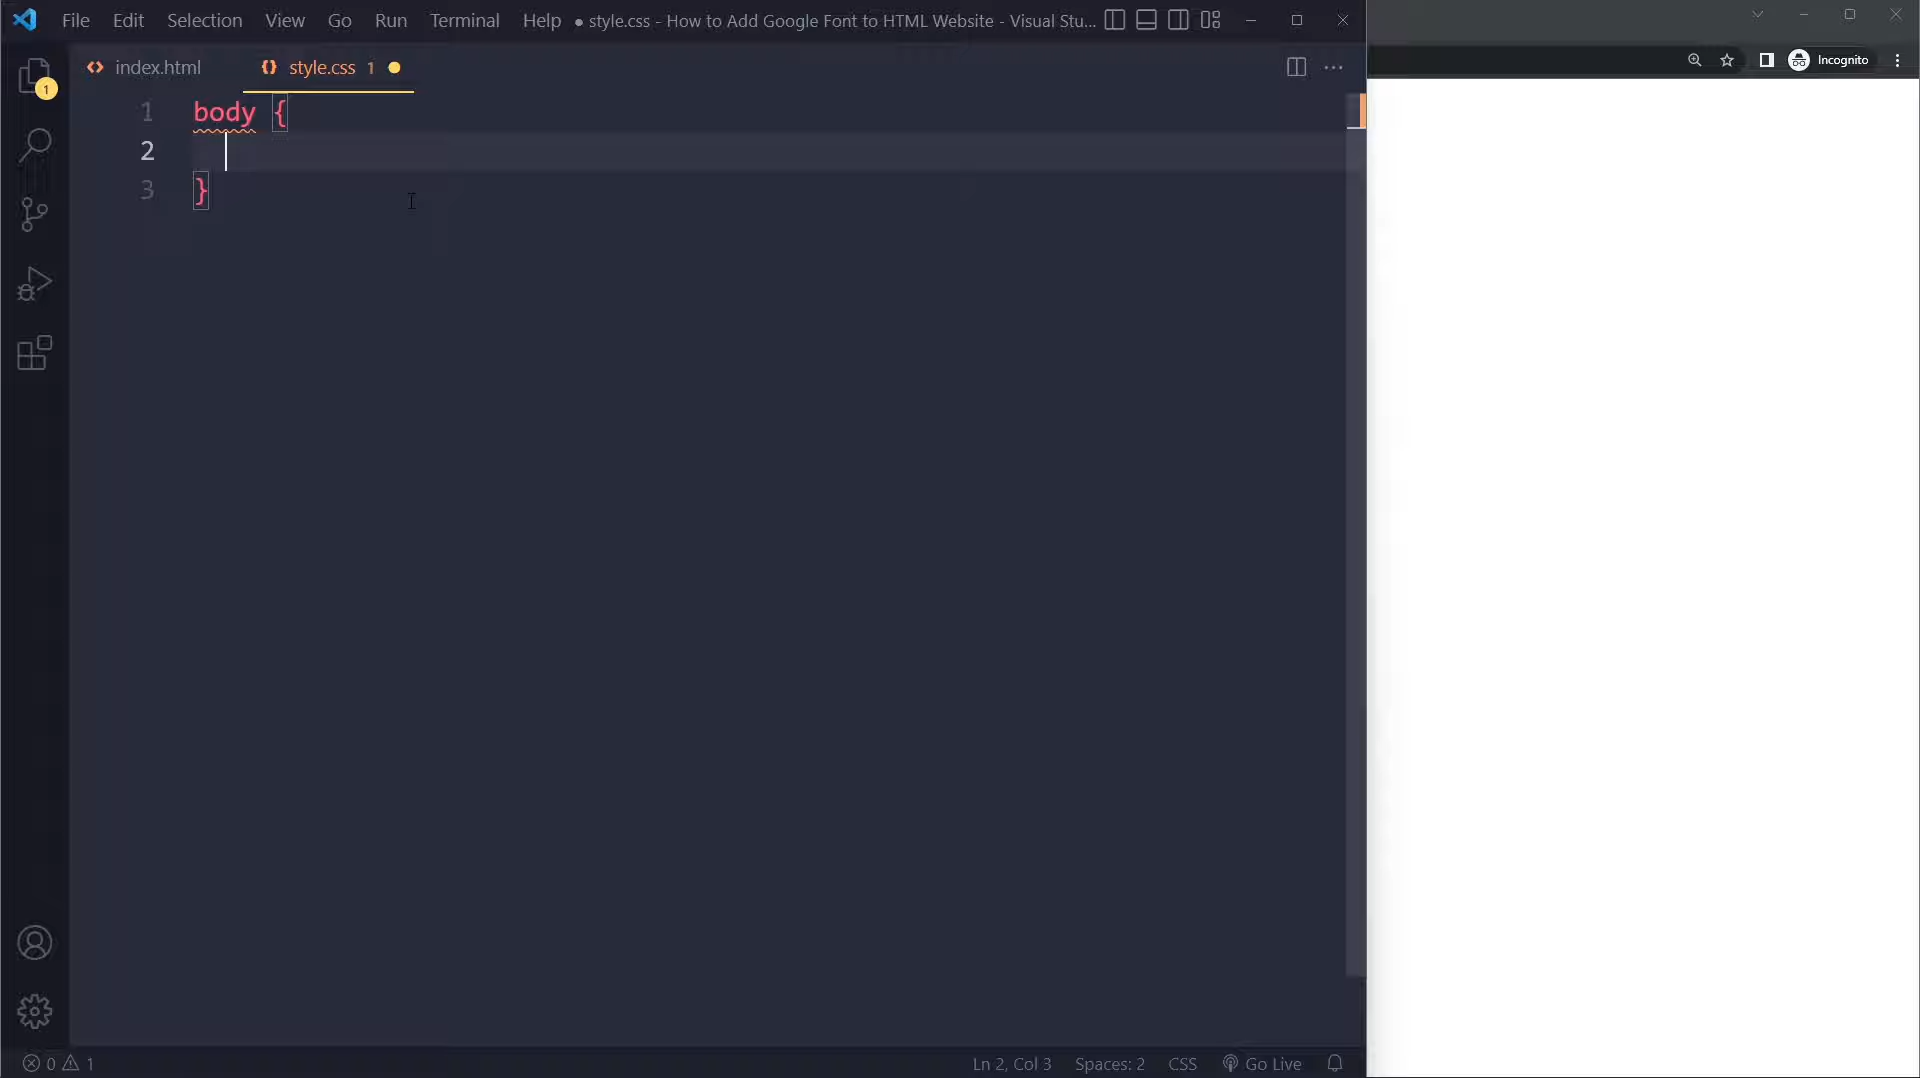 File Edit Selection View Go Run Terminal Help ● style.css - How to Add Google Font to HTML Website - Visual Stu...
Incognito
index.html
style.css 1
1 body {
2
3 }
0 1
Ln 2, Col 3 Spaces: 2 CSS Go Live
1